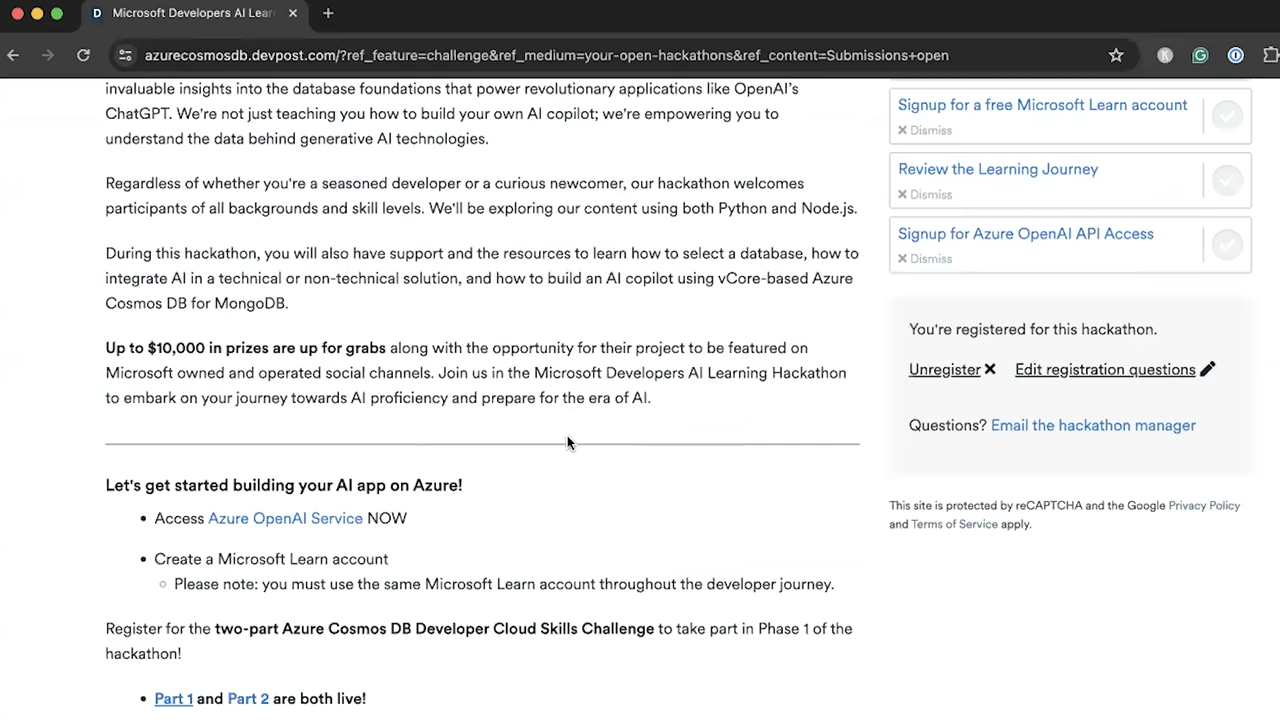 Microsoft Developers AI Lear
azurecosmosdb.devpost.com/?ref_feature=challenge&ref_medium=your-open-hackathons&ref_content=Submissions+open
invaluable insights into the database foundations that power revolutionary applications like OpenAI's
ChatGPT. We're not just teaching you how to build your own AI copilot; we're empowering you to
understand the data behind generative AI technologies.
Regardless of whether you're a seasoned developer or a curious newcomer, our hackathon welcomes
participants of all backgrounds and skill levels. We'll be exploring our content using both Python and Node.js.
During this hackathon, you will also have support and the resources to learn how to select a database, how to
integrate AI in a technical or non-technical solution, and how to build an AI copilot using vCore-based Azure
Cosmos DB for MongoDB.
Up to $10,000 in prizes are up for grabs along with the opportunity for their project to be featured on
Microsoft owned and operated social channels. Join us in the Microsoft Developers AI Learning Hackathon
to embark on your journey towards AI proficiency and prepare for the era of AI.
Let's get started building your AI app on Azure!
• Access Azure OpenAI Service NOW
• Create a Microsoft Learn account
Please note: you must use the same Microsoft Learn account throughout the developer journey.
Register for the two-part Azure Cosmos DB Developer Cloud Skills Challenge to take part in Phase 1 of the
hackathon!
• Part 1 and Part 2 are both live!
Signup for a free Microsoft Learn account
Dismiss
Review the Learning Journey
Dismiss
Signup for Azure OpenAI API Access
Dismiss
You're registered for this hackathon.
Unregister Edit registration questions
Questions? Email the hackathon manager
This site is protected by reCAPTCHA and the Google Privacy Policy
and Terms of Service apply.